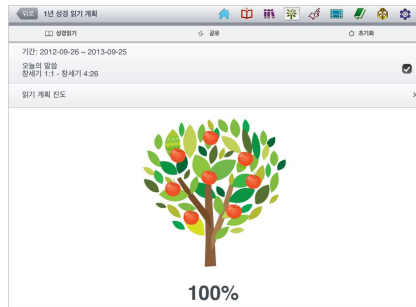 뒤로 1년 성경 읽기 계획
성경읽기 공유 초기화
기간: 2012-09-26 – 2013-09-25
오늘의 말씀
창세기 1:1 - 창세기 4:26
읽기 계획 진도
100%